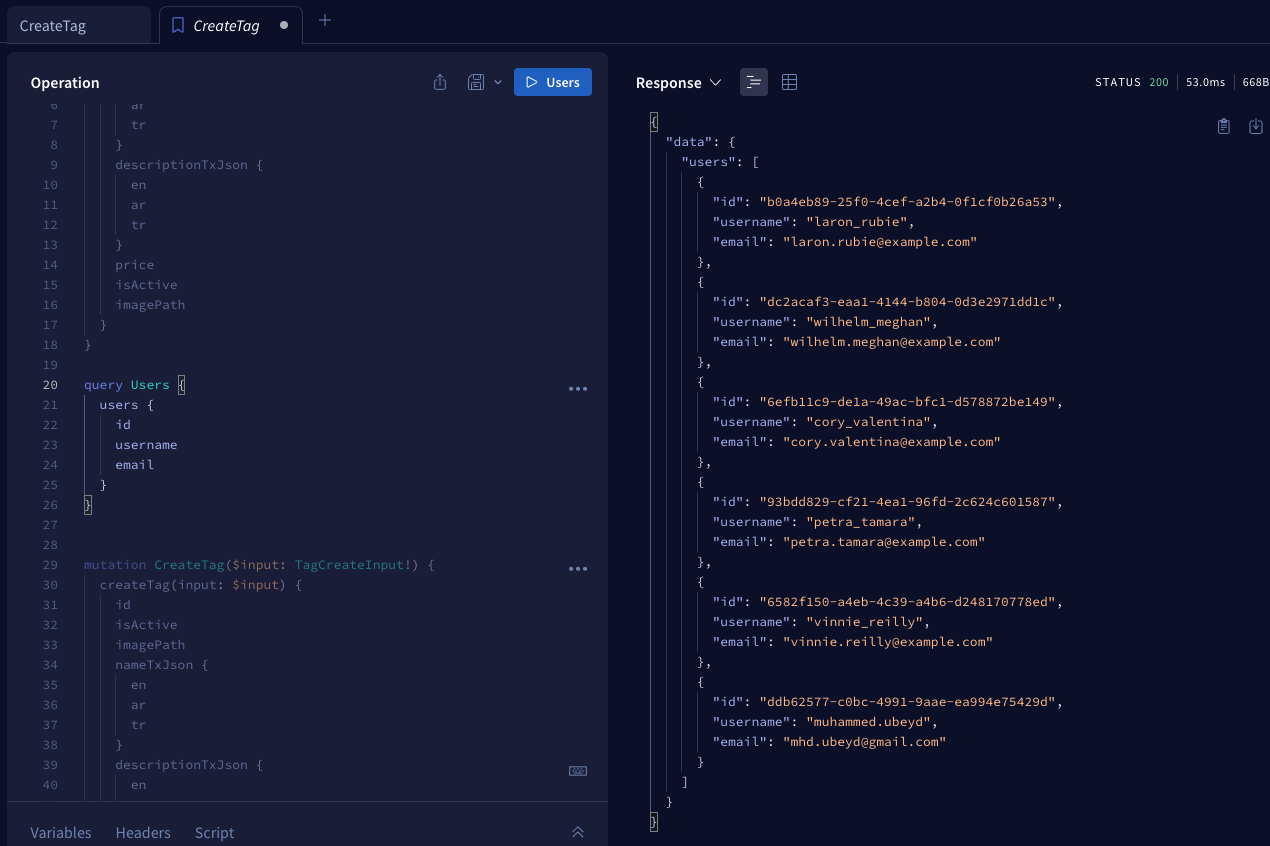 CreateTag
CreateTag
Operation
Users
6 ar
7 tr
8 }
9 descriptionTxJson {
10 en
11 ar
12 tr
13 }
14 price
15 isActive
16 imagePath
17 }
18 }
19
20 query Users {
21 users {
22 id
23 username
24 email
25 }
26 }
27
28
29 mutation CreateTag($input: TagCreateInput!) {
30 createTag(input: $input) {
31 id
32 isActive
33 imagePath
34 nameTxJson {
35 en
36 ar
37 tr
38 }
39 descriptionTxJson {
40 en
Variables Headers Script
Response
STATUS 200 53.0ms 668B
{
"data": {
"users": [
{
"id": "b0a4eb89-25f0-4cef-a2b4-0f1cf0b26a53",
"username": "laron_rubie",
"email": "laron.rubie@example.com"
},
{
"id": "dc2acaf3-eaa1-4144-b804-0d3e2971dd1c",
"username": "wilhelm_meghan",
"email": "wilhelm.meghan@example.com"
},
{
"id": "6efb11c9-de1a-49ac-bfc1-d578872be149",
"username": "cory_valentina",
"email": "cory.valentina@example.com"
},
{
"id": "93bdd829-cf21-4ea1-96fd-2c624c601587",
"username": "petra_tamara",
"email": "petra.tamara@example.com"
},
{
"id": "6582f150-a4eb-4c39-a4b6-d248170778ed",
"username": "vinnie_reilly",
"email": "vinnie.reilly@example.com"
},
{
"id": "ddb62577-c0bc-4991-9aae-ea994e75429d",
"username": "muhammed.ubeyd",
"email": "mhd.ubeyd@gmail.com"
}
]
}
}